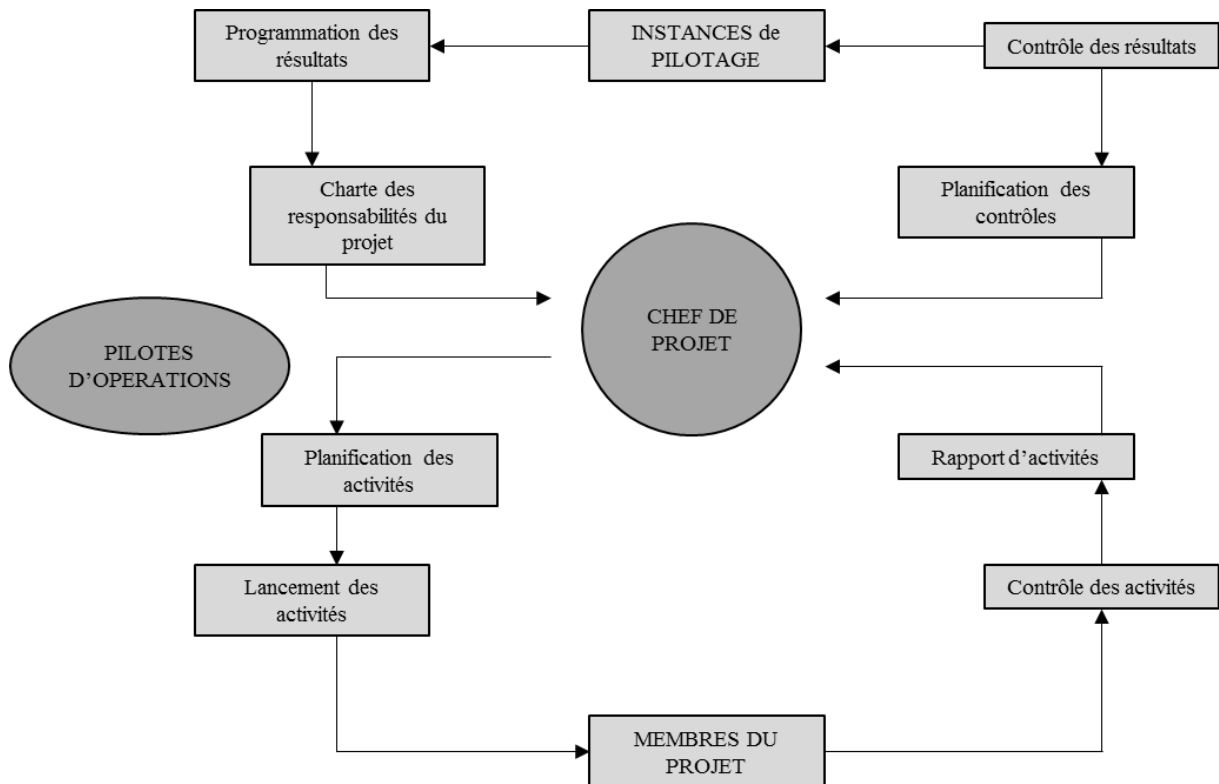 Programmation des
résultats
INSTANCES de
PILOTAGE
Contrôle des résultats
Charte des
responsabilités du
projet
Planification des
contrôles
CHEF DE
PROJET
PILOTES
D’OPERATIONS
Planification des
activités
Rapport d’activités
Lancement des
activités
Contrôle des activités
MEMBRES DU
PROJET